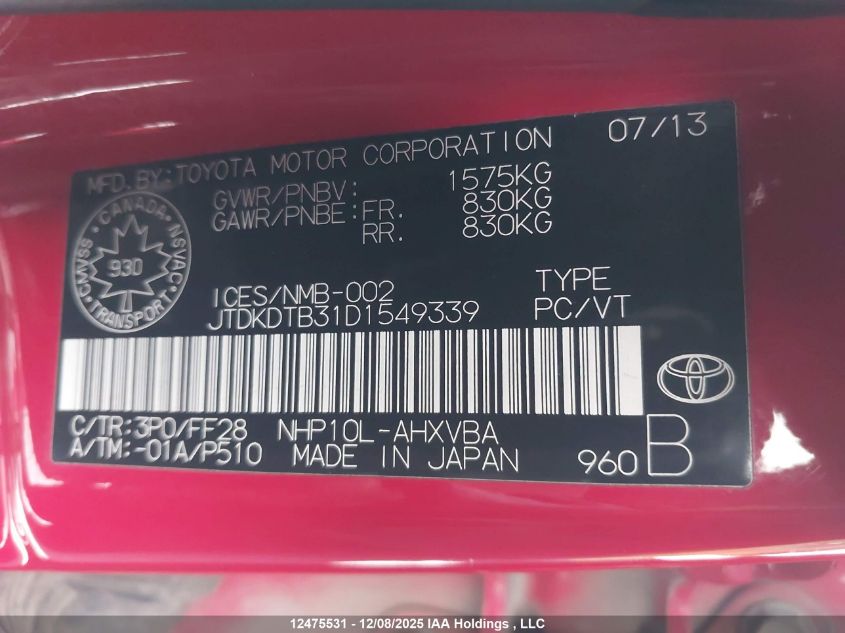 07/13
MFD. BY: TOYOTA MOTOR CORPORATION
GVWR/PNBV: 1575KG
GAWR/PNBE: FR. 830KG
RR. 830KG
CANADA
CMVSS NSVAC
930
TRANSPORT
ICES/NMB-002 TYPE
JTDKDTB31D1549339 PC/VT
C/TR: 3P0/FF28 NHP10L-AHXVBA
A/TM: -01A/P510 MADE IN JAPAN 960 B
12475531 - 12/08/2025 IAA Holdings , LLC